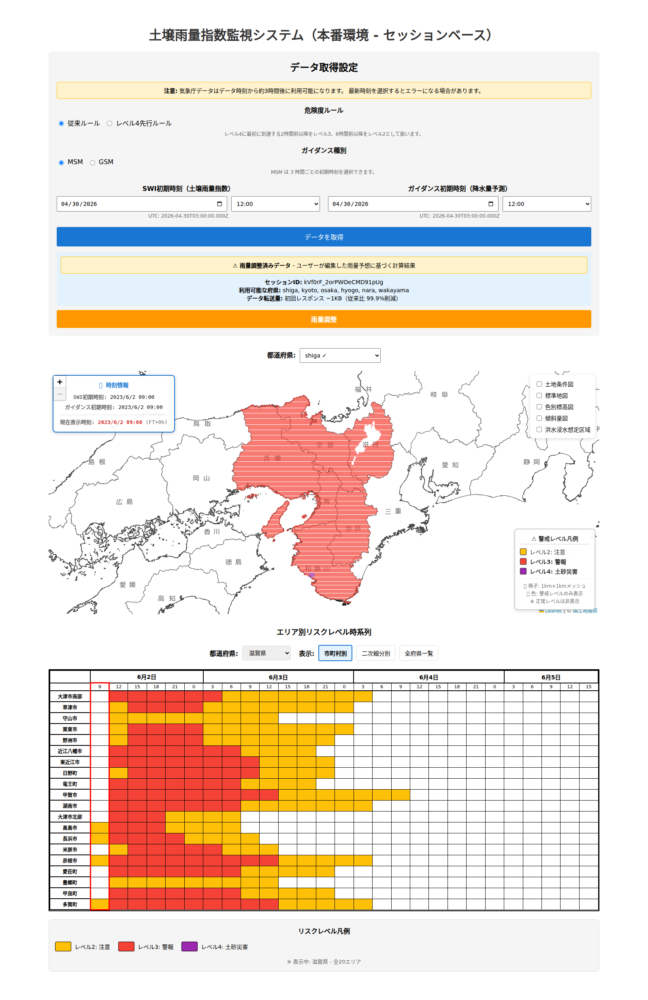 土壌雨量指数監視システム（本番環境 - セッションベース）
データ取得設定
注意: 気象庁データはデータ時刻から約3時間後に利用可能になります。 最新時刻を選択するとエラーになる場合があります。
危険度ルール
従来ルール レベル4先行ルール
レベル4に最初に到達する2時間前以降をレベル3、6時間前以降をレベル2として扱います。
ガイダンス種別
MSM GSM
MSM は 3 時間ごとの初期時刻を選択できます。
SWI初期時刻（土壌雨量指数） ガイダンス初期時刻（降水量予測）
04/30/2026 12:00 04/30/2026 12:00
UTC: 2026-04-30T03:00:00.000Z UTC: 2026-04-30T03:00:00.000Z
データを取得
⚠ 雨量調整済みデータ - ユーザーが編集した雨量予想に基づく計算結果
セッションID: kVf0rF_2orPWOeCMD91pUg
利用可能な府県: shiga, kyoto, osaka, hyogo, nara, wakayama
データ転送量: 初回レスポンス ~1KB（従来比 99.9%削減）
雨量調整
都道府県: shiga ✓
+
−
時刻情報
SWI初期時刻: 2023/6/2 09:00
ガイダンス初期時刻: 2023/6/2 09:00
現在表示時刻: 2023/6/2 09:00 (FT+0h)
土地条件図
標準地図
色別標高図
傾斜量図
洪水浸水想定区域
福井
岐阜
鳥取
京都
滋賀
兵庫
島根
愛知
静岡
岡山
広島
大阪
三重
奈良
香川
徳島
和歌山
愛媛
高知
⚠ 警戒レベル凡例
レベル2: 注意
レベル3: 警報
レベル4: 土砂災害
格子: 1km×1kmメッシュ
色: 警戒レベルのみ表示
※ 正常レベルは非表示
Leaflet | © 国土地理院
エリア別リスクレベル時系列
都道府県: 滋賀県 表示: 市町村別 二次細分別 全府県一覧
6月2日 6月3日 6月4日 6月5日
9 12 15 18 21 0 3 6 9 12 15 18 21 0 3 6 9 12 15 18 21 0 3 6 9 12 15
大津市南部
草津市
守山市
栗東市
野洲市
近江八幡市
東近江市
日野町
竜王町
甲賀市
湖南市
大津市北部
高島市
長浜市
米原市
彦根市
愛荘町
豊郷町
甲良町
多賀町
リスクレベル凡例
レベル2: 注意 レベル3: 警報 レベル4: 土砂災害
※ 表示中: 滋賀県 - 全20エリア